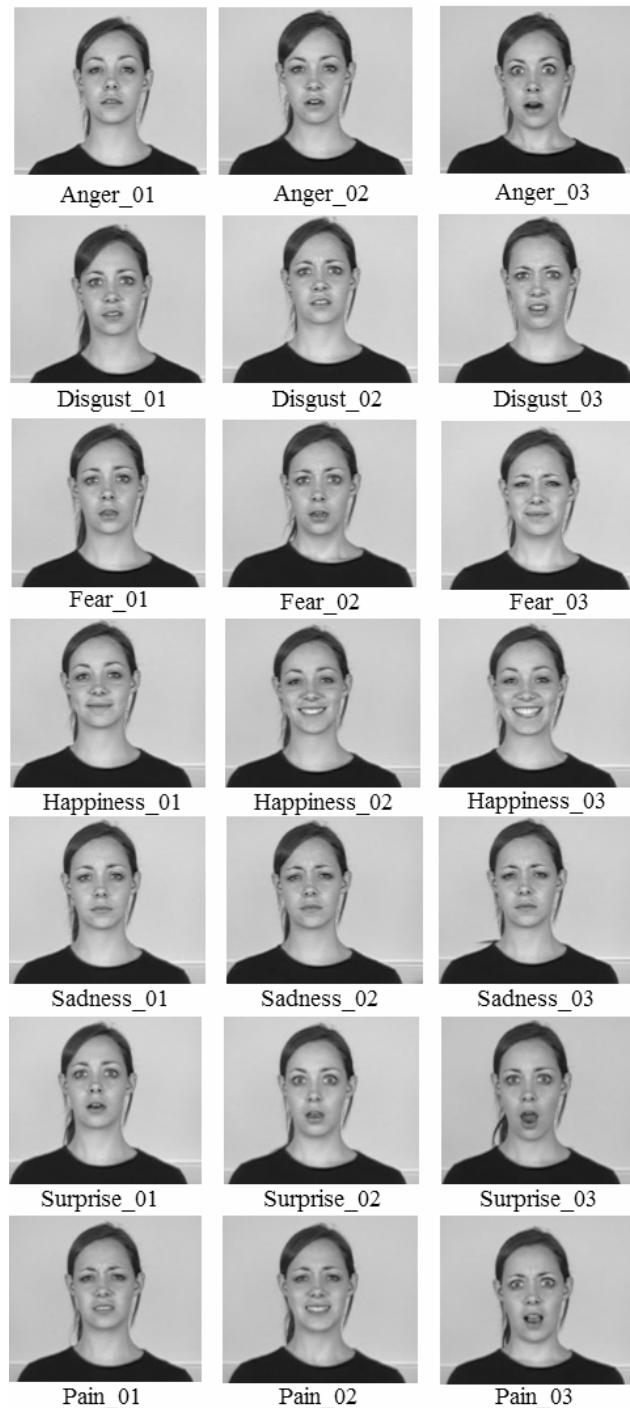 Anger_01 Anger_02 Anger_03
Disgust_01 Disgust_02 Disgust_03
Fear_01 Fear_02 Fear_03
Happiness_01 Happiness_02 Happiness_03
Sadness_01 Sadness_02 Sadness_03
Surprise_01 Surprise_02 Surprise_03
Pain_01 Pain_02 Pain_03